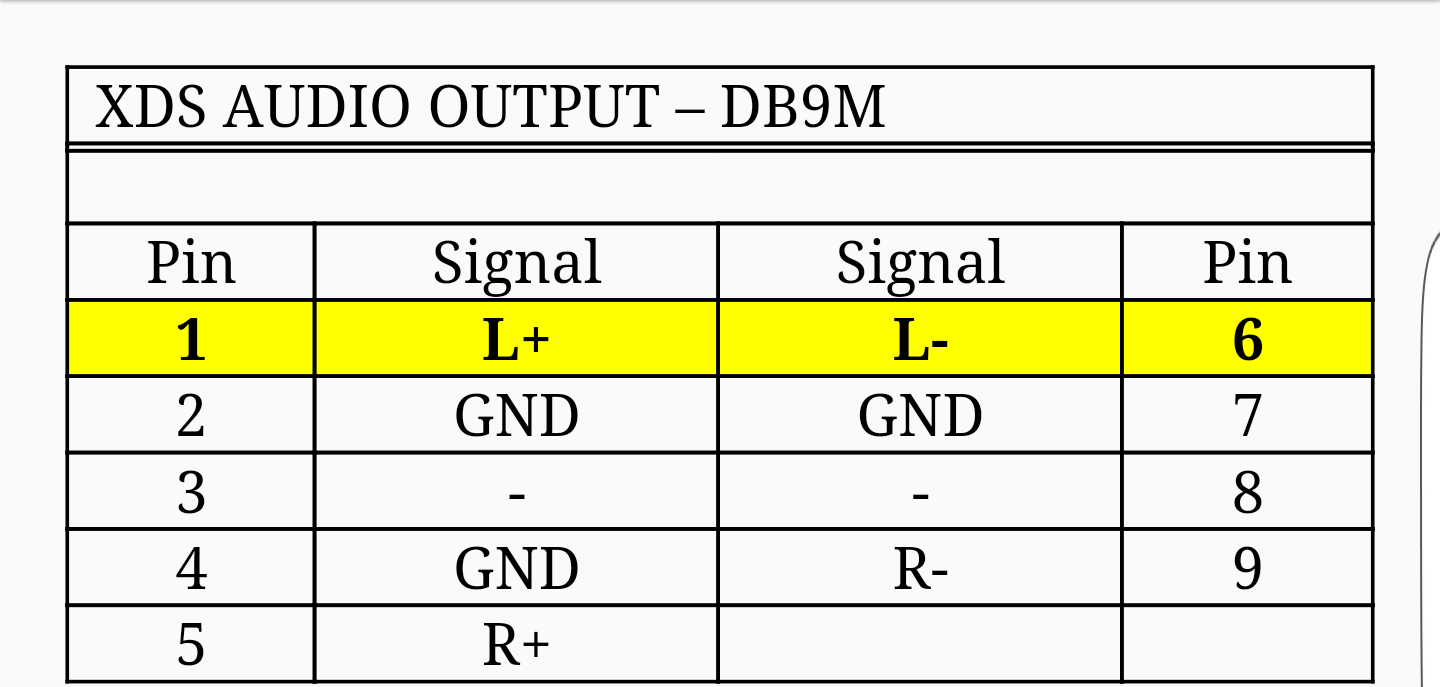 XDS AUDIO OUTPUT – DB9M
Pin Signal Signal Pin
1 L+ L- 6
2 GND GND 7
3 - - 8
4 GND R- 9
5 R+